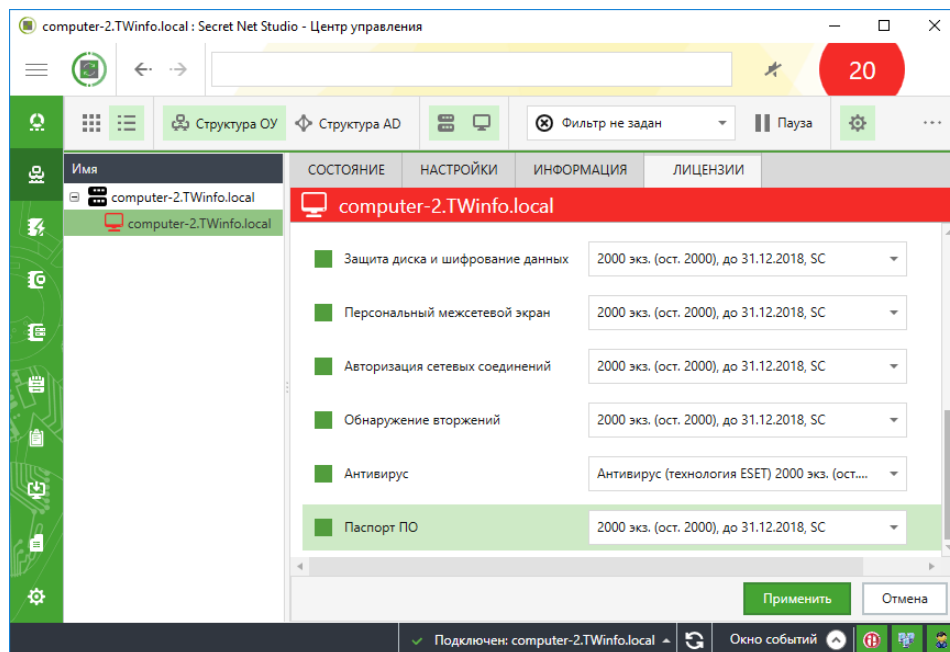 computer-2.TWinfo.local : Secret Net Studio - Центр управления
20
Структура ОУ
Структура AD
Фильтр не задан
Пауза
Имя
computer-2.TWinfo.local
computer-2.TWinfo.local
СОСТОЯНИЕ
НАСТРОЙКИ
ИНФОРМАЦИЯ
ЛИЦЕНЗИИ
computer-2.TWinfo.local
Защита диска и шифрование данных 2000 экз. (ост. 2000), до 31.12.2018, SC
Персональный межсетевой экран 2000 экз. (ост. 2000), до 31.12.2018, SC
Авторизация сетевых соединений 2000 экз. (ост. 2000), до 31.12.2018, SC
Обнаружение вторжений 2000 экз. (ост. 2000), до 31.12.2018, SC
Антивирус Антивирус (технология ESET) 2000 экз. (ост....
Паспорт ПО 2000 экз. (ост. 2000), до 31.12.2018, SC
Применить
Отмена
Подключен: computer-2.TWinfo.local
Окно событий